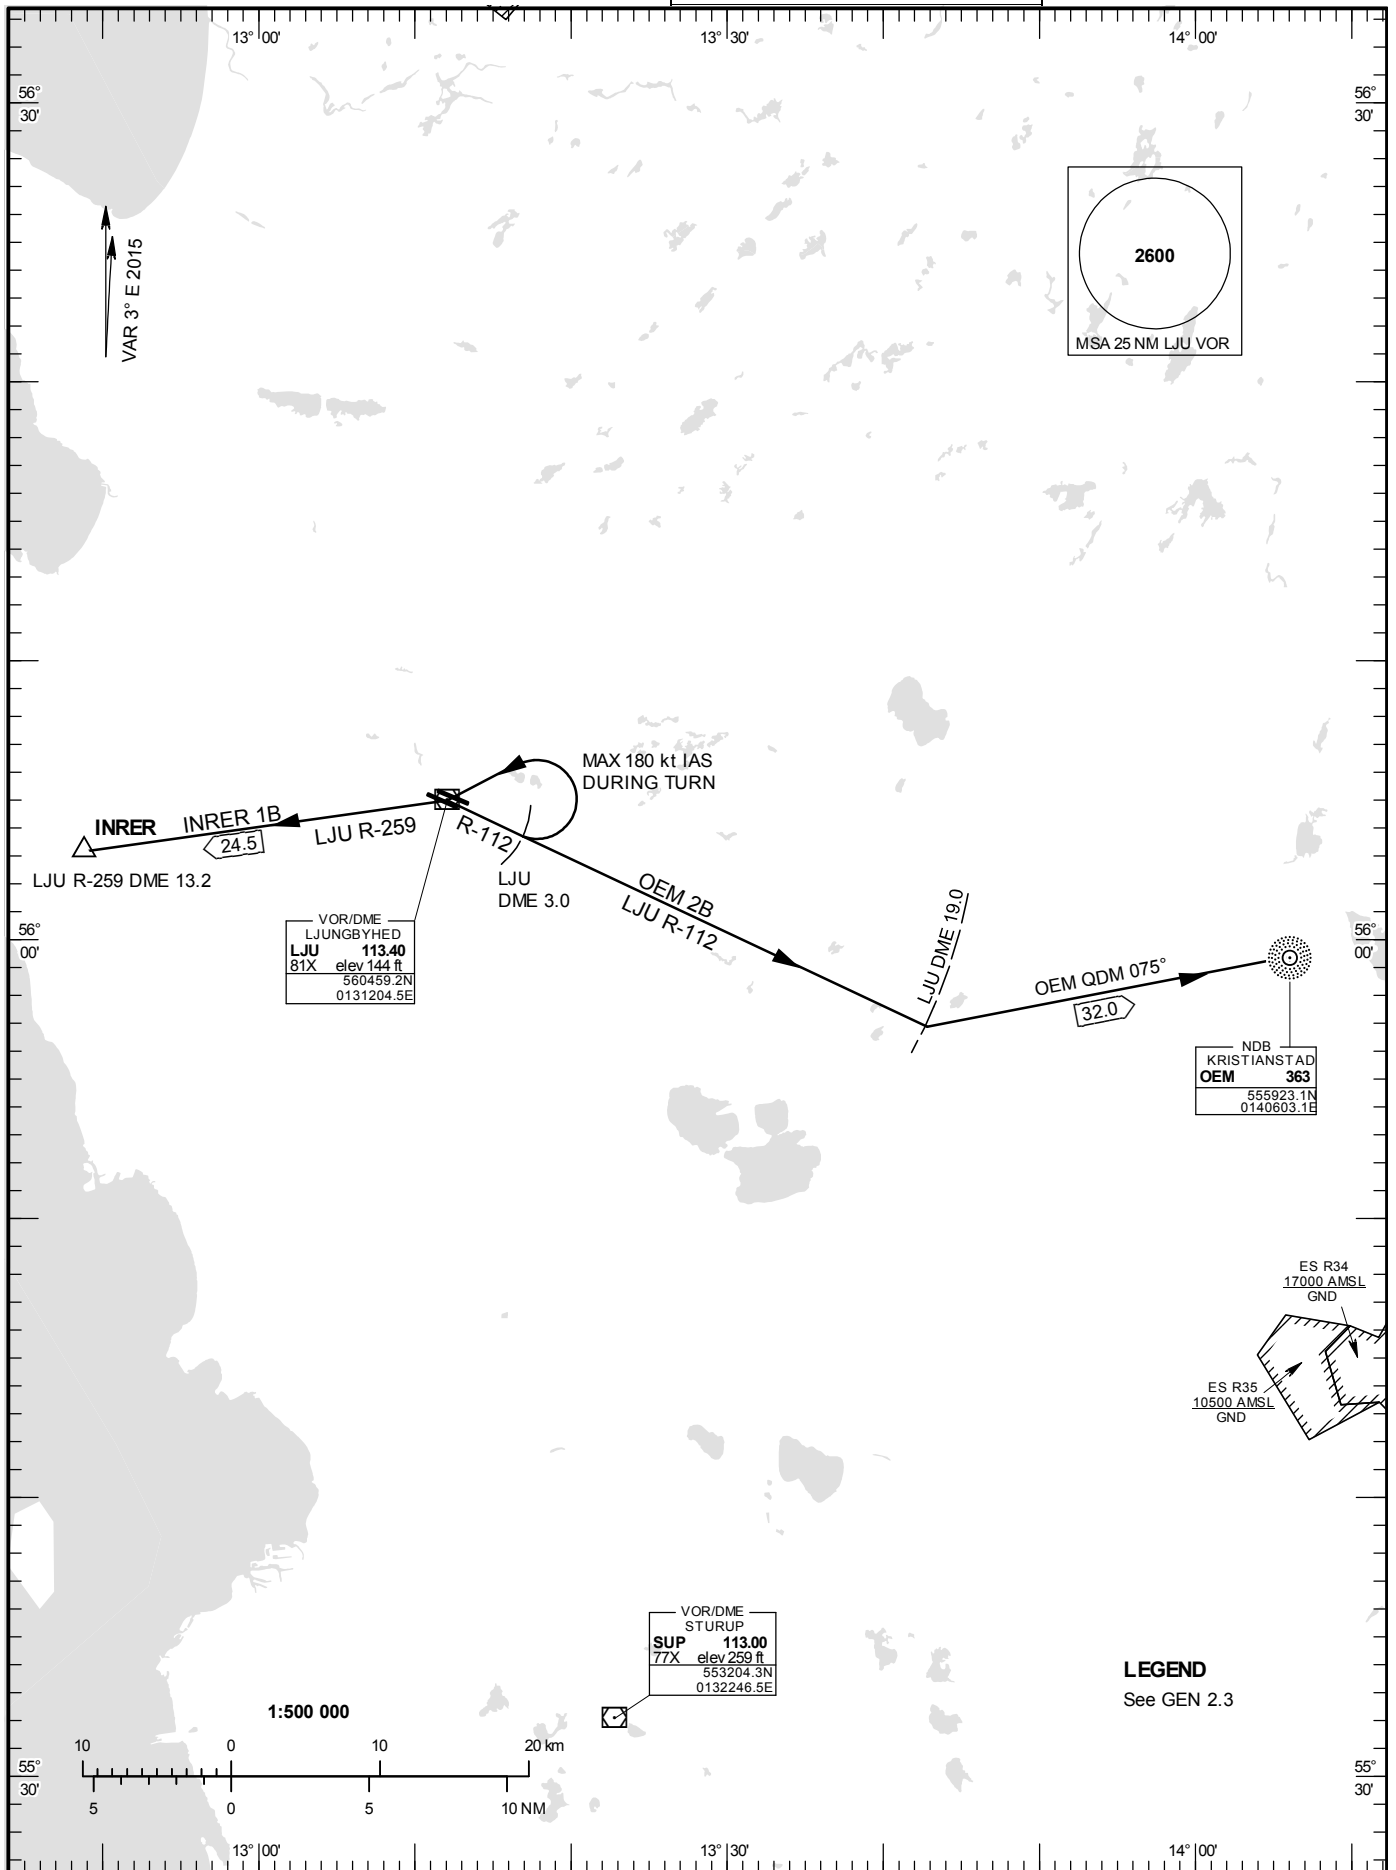 13° 00'
13° 30'
14° 00'
56°
30'
56°
30'
VAR 3° E 2015
2600
MSA 25 NM LJU VOR
MAX 180 kt IAS
DURING TURN
INRER
INRER 1B
24.5
LJU R-259
LJU R-259 DME 13.2
R-112
LJU
DME 3.0
OEM 2B
LJU R-112
LJU DME 19.0
OEM QDM 075°
32.0
VOR/DME
LJUNGBYHED
LJU 113.40
81X elev 144 ft
560459.2N
0131204.5E
56°
00'
56°
00'
NDB
KRISTIANSTAD
OEM 363
555923.1N
0140603.1E
ES R34
17000 AMSL
GND
ES R35
10500 AMSL
GND
VOR/DME
STURUP
SUP 113.00
77X elev 259 ft
553204.3N
0132246.5E
LEGEND
See GEN 2.3
1:500 000
10 0 10 20 km
5 0 5 10 NM
55°
30'
55°
30'
13° 00'
13° 30'
14° 00'